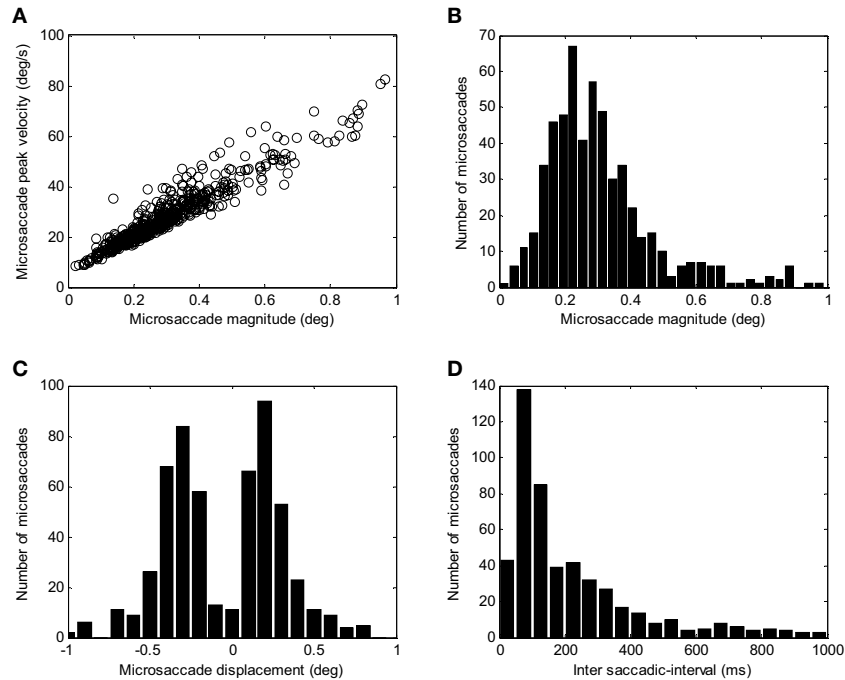 A
Microsaccade peak velocity (deg/s)
100
80
60
40
20
0
0 0.2 0.4 0.6 0.8 1
Microsaccade magnitude (deg)
B
Number of microsaccades
70
60
50
40
30
20
10
0
0 0.2 0.4 0.6 0.8 1
Microsaccade magnitude (deg)
C
Number of microsaccades
100
80
60
40
20
0
-1 -0.5 0 0.5 1
Microsaccade displacement (deg)
D
Number of microsaccades
140
120
100
80
60
40
20
0
0 200 400 600 800 1000
Inter saccadic-interval (ms)